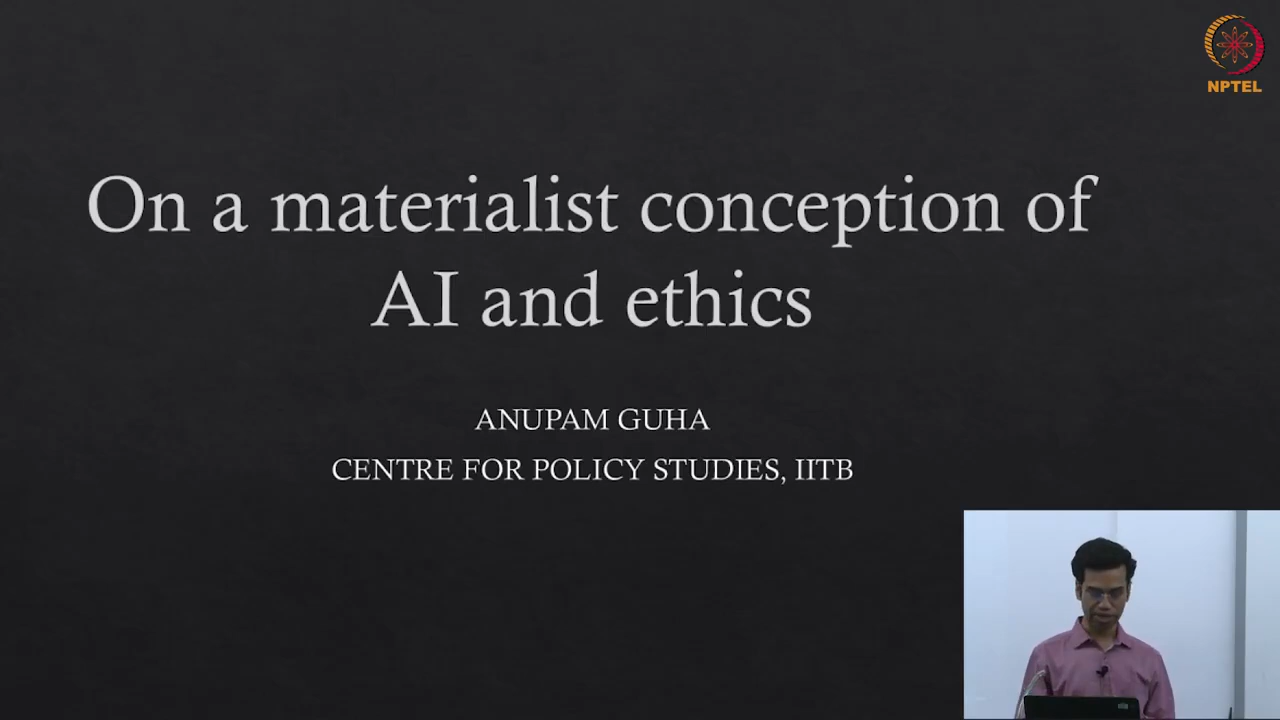 NPTEL
On a materialist conception of
AI and ethics
ANUPAM GUHA
CENTRE FOR POLICY STUDIES, IITB